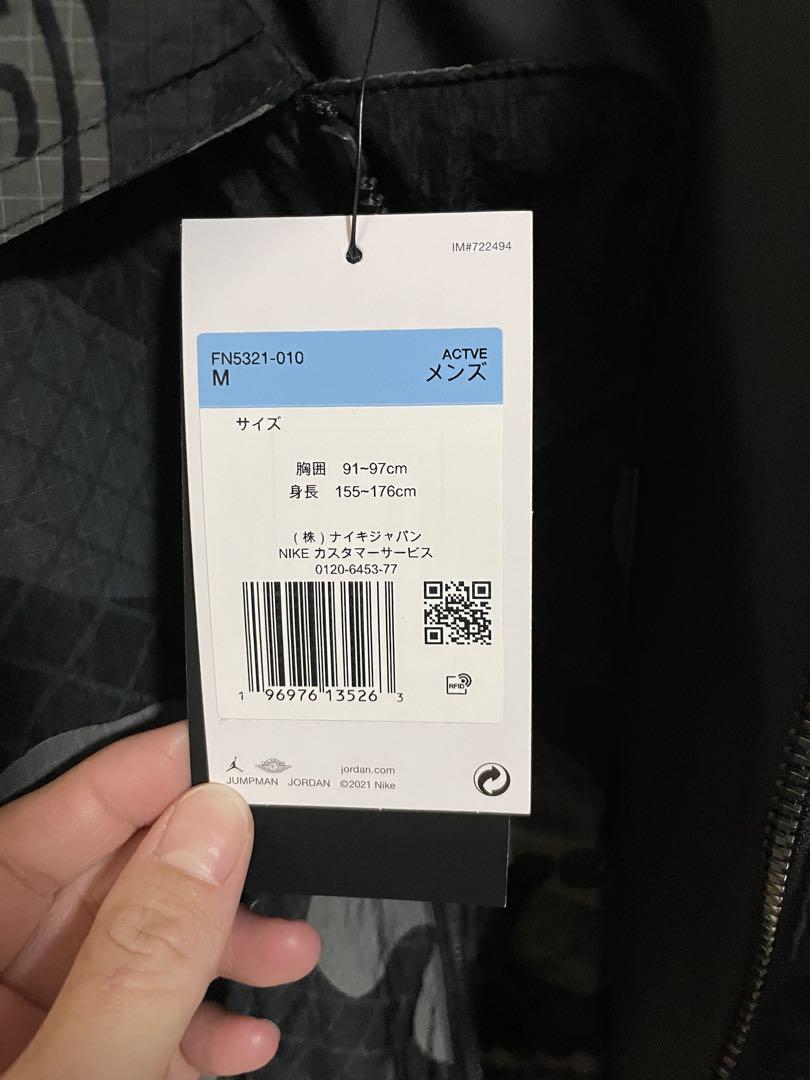 IM#722494
FN5321-010 ACTVE
M メンズ
サイズ
胸囲 91~97cm
身長 155~176cm
(株)ナイキジャパン
NIKE カスタマーサービス
0120-6453-77
1 96976 13526 3
RFID
jordan.com
JUMPMAN JORDAN ©2021 Nike